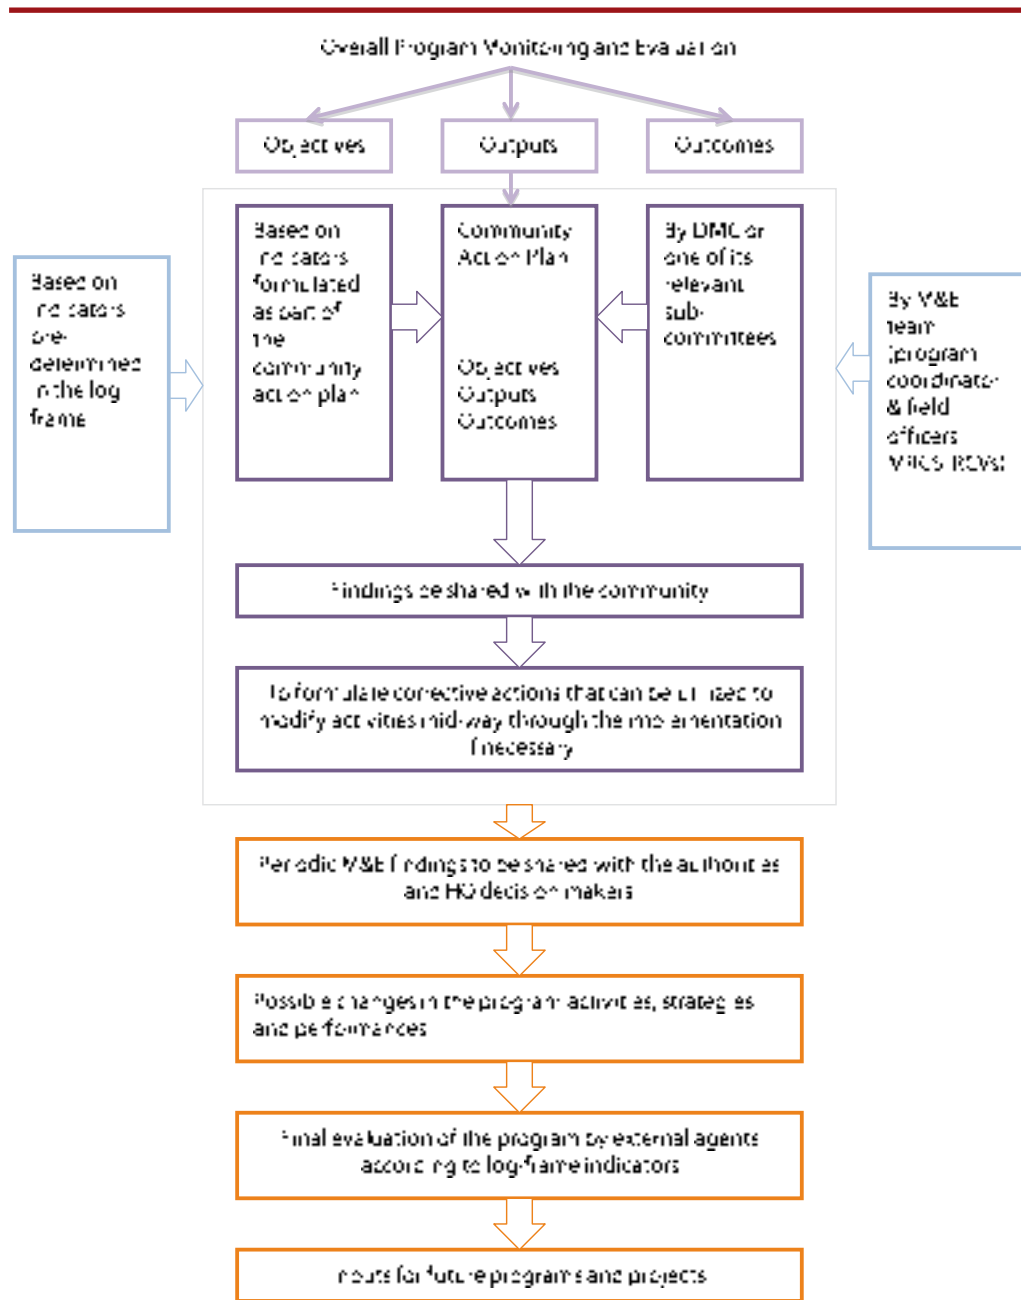 Overall Program Monitoring and Evaluation
Objectives
Outputs
Outcomes
Based on
indicators
formulated
as part of
the
community
action plan
Community
Action Plan
Objectives
Outputs
Outcomes
By DMC or
one of its
relevant
sub-
committees
Based on
indicators
pre-
determined
in the log
frame
By M&E
team
(program
coordinator
& field
officers
MRCS, RCVs)
Findings be shared with the community
To formulate corrective actions that can be utilized to
modify activities mid-way through the implementation
if necessary
Periodic M&E findings to be shared with the authorities
and HQ decision makers
Possible changes in the program activities, strategies
and performances
Final evaluation of the program by external agents
according to log-frame indicators
Inputs for future programs and projects